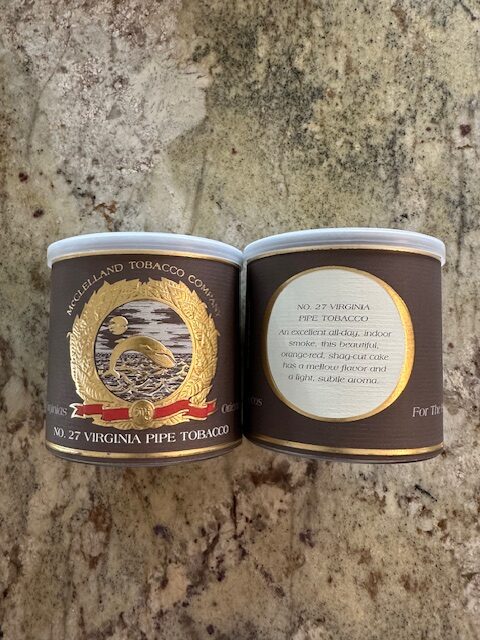 McCLELLAND TOBACCO COMPANY
NO. 27 VIRGINIA PIPE TOBACCO
NO. 27 VIRGINIA
PIPE TOBACCO
An excellent all-day, indoor
smoke, this beautiful,
orange-red, shag-cut cake
has a mellow flavor and
a light, subtle aroma.
For The